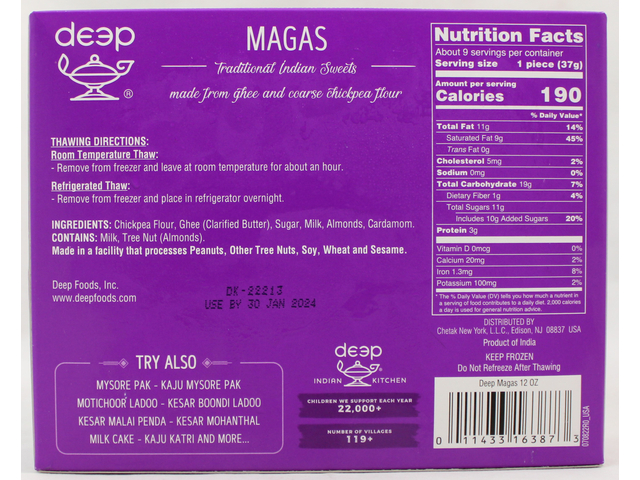 deep
®
MAGAS
Traditional Indian Sweets
made from ghee and coarse chickpea flour
THAWING DIRECTIONS:
Room Temperature Thaw:
- Remove from freezer and leave at room temperature for about an hour.
Refrigerated Thaw:
- Remove from freezer and place in refrigerator overnight.
INGREDIENTS: Chickpea Flour, Ghee (Clarified Butter), Sugar, Milk, Almonds, Cardamom.
CONTAINS: Milk, Tree Nut (Almonds).
Made in a facility that processes Peanuts, Other Tree Nuts, Soy, Wheat and Sesame.
Deep Foods, Inc.
www.deepfoods.com
DK-22213
USE BY 30 JAN 2024
TRY ALSO
MYSORE PAK - KAJU MYSORE PAK
MOTICHOOR LADOO - KESAR BOONDI LADOO
KESAR MALAI PENDA - KESAR MOHANTHAL
MILK CAKE - KAJU KATRI AND MORE...
deep
INDIAN KITCHEN
CHILDREN WE SUPPORT EACH YEAR
22,000+
NUMBER OF VILLAGES
119+
Nutrition Facts
About 9 servings per container
Serving size 1 piece (37g)
Amount per serving
Calories 190
% Daily Value*
Total Fat 11g 14%
Saturated Fat 9g 45%
Trans Fat 0g
Cholesterol 5mg 2%
Sodium 0mg 0%
Total Carbohydrate 19g 7%
Dietary Fiber 1g 4%
Total Sugars 11g
Includes 10g Added Sugars 20%
Protein 3g
Vitamin D 0mcg 0%
Calcium 20mg 2%
Iron 1.3mg 8%
Potassium 100mg 2%
* The % Daily Value (DV) tells you how much a nutrient in
a serving of food contributes to a daily diet. 2,000 calories
a day is used for general nutrition advice.
DISTRIBUTED BY
Chetak New York, L.L.C., Edison, NJ 08837 USA
Product of India
KEEP FROZEN
Do Not Refreeze After Thawing
Deep Magas 12 OZ
0 11433 16387 3
070822R0_USA